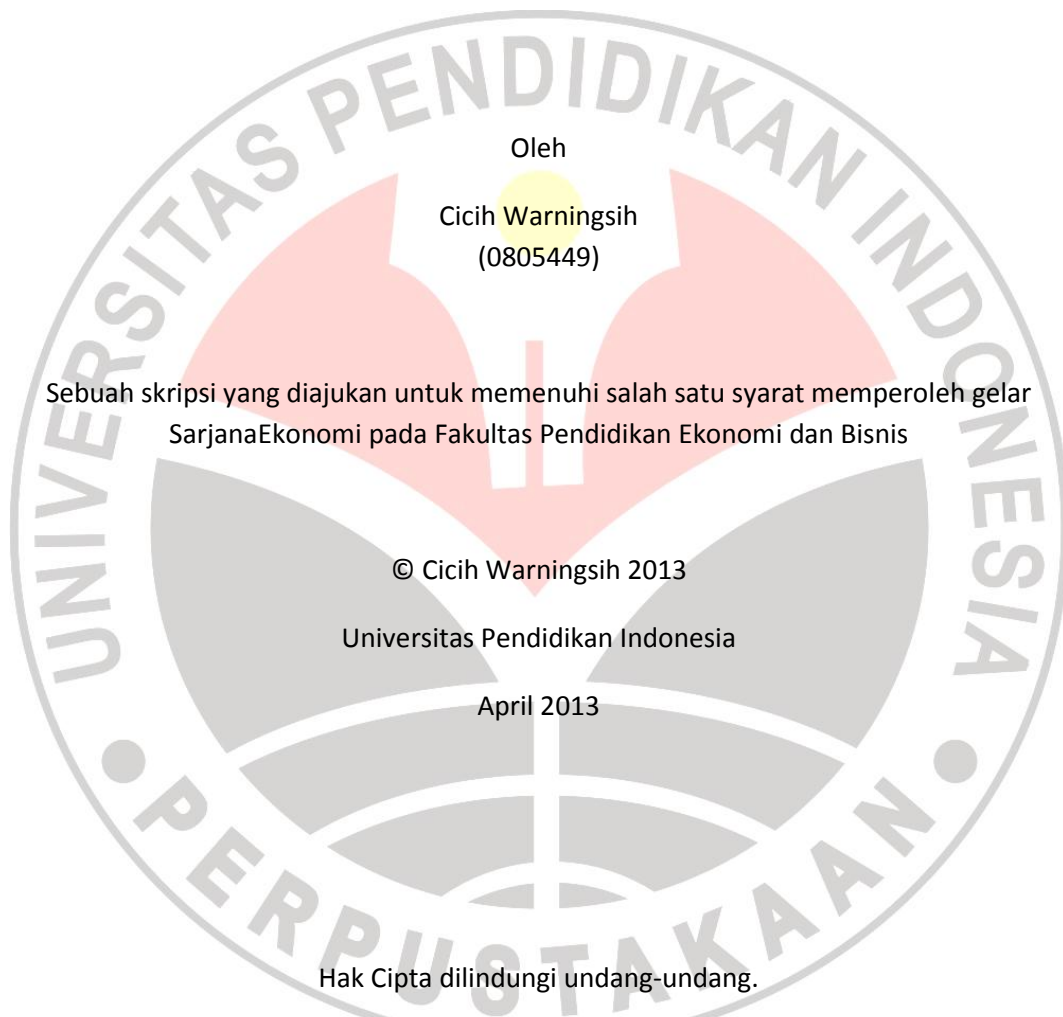 UNIVERSITAS PENDIDIKAN INDONESIA
Oleh
Cicih Warningsih
(0805449)
Sebuah skripsi yang diajukan untuk memenuhi salah satu syarat memperoleh gelar
SarjanaEkonomi pada Fakultas Pendidikan Ekonomi dan Bisnis
© Cicih Warningsih 2013
Universitas Pendidikan Indonesia
April 2013
PERPUSTAKAAN
Hak Cipta dilindungi undang-undang.